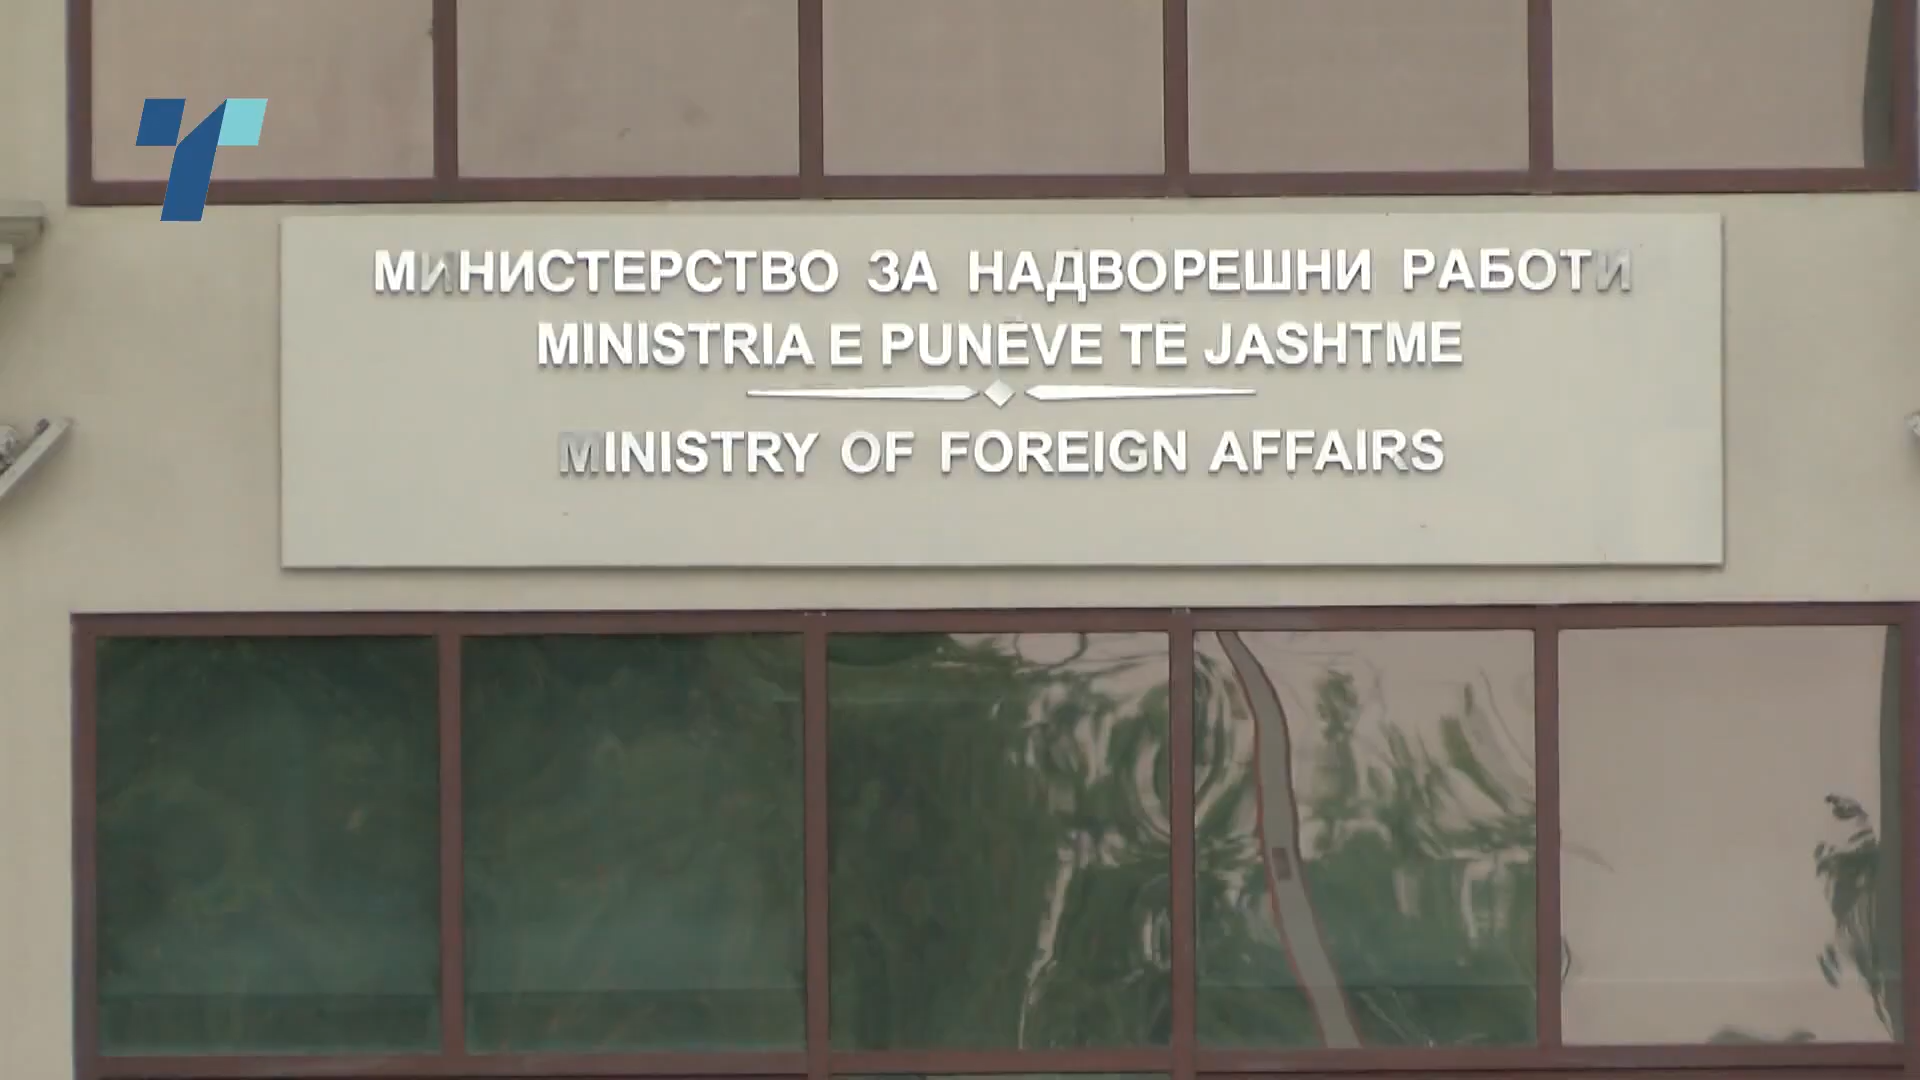 МИНИСТЕРСТВО ЗА НАДВОРЕШНИ РАБОТИ
MINISTRIA E PUNËVE TË JASHTME
MINISTRY OF FOREIGN AFFAIRS